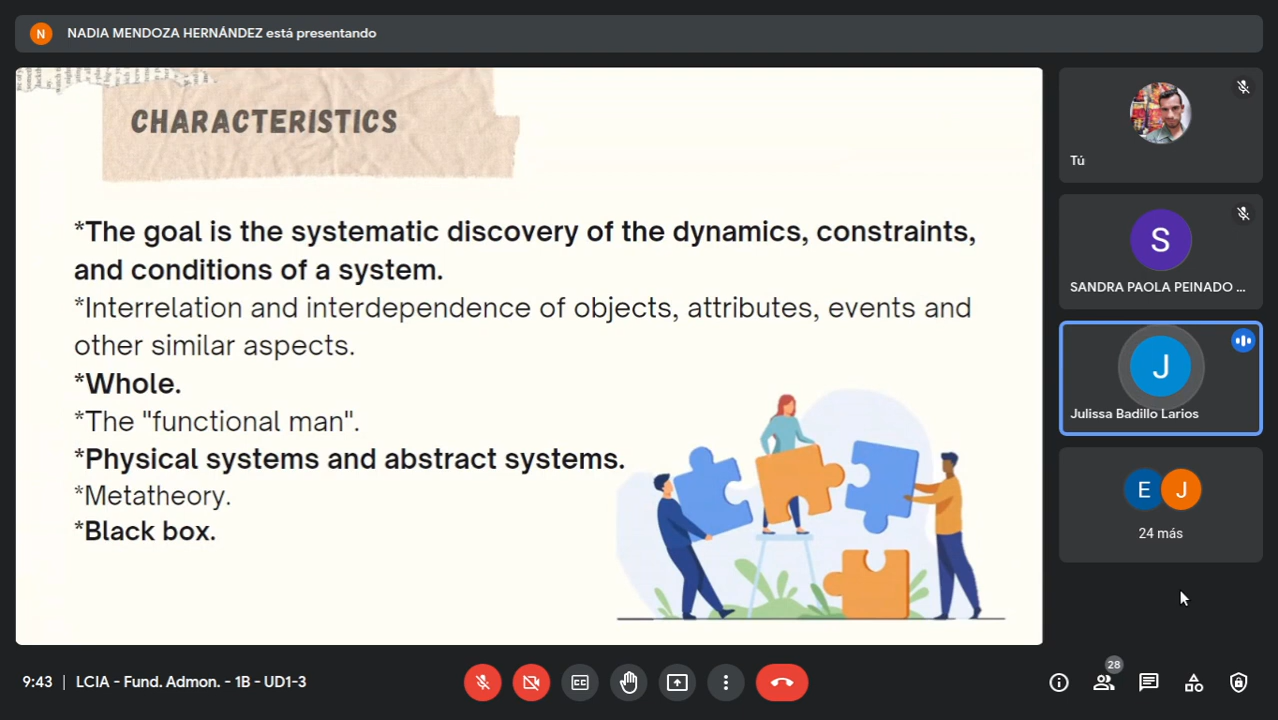 N
NADIA MENDOZA HERNÁNDEZ está presentando
CHARACTERISTICS
*The goal is the systematic discovery of the dynamics, constraints,
and conditions of a system.
*Interrelation and interdependence of objects, attributes, events and
other similar aspects.
*Whole.
*The "functional man".
*Physical systems and abstract systems.
*Metatheory.
*Black box.
Tú
S
SANDRA PAOLA PEINADO ...
J
Julissa Badillo Larios
E J
24 más
9:43 | LCIA - Fund. Admon. - 1B - UD1-3
CC
28